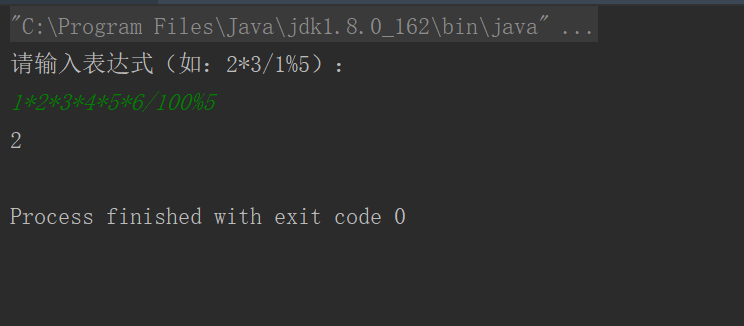 "C:\Program Files\Java\jdk1.8.0_162\bin\java" ...
请输入表达式（如：2*3/1%5）：
1*2*3*4*5*6/100%5
2
Process finished with exit code 0